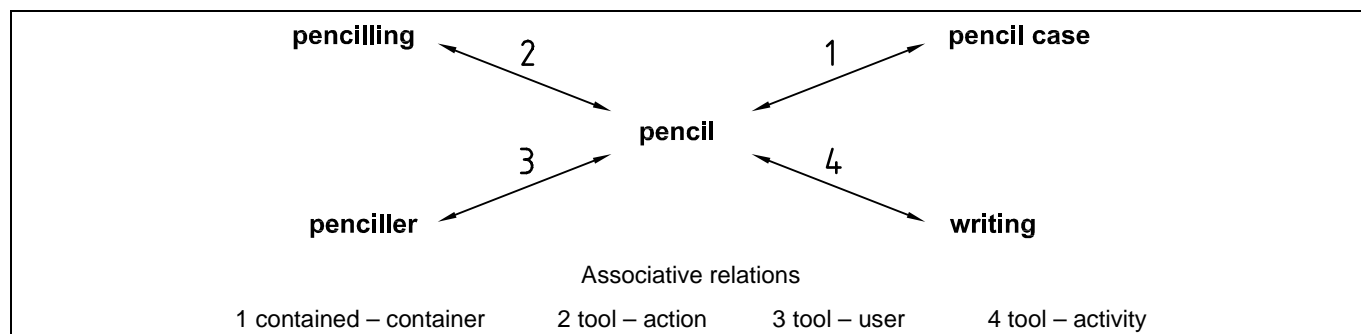 pencilling 2 1 pencil case
pencil
3 4
penciller writing
Associative relations
1 contained – container 2 tool – action 3 tool – user 4 tool – activity